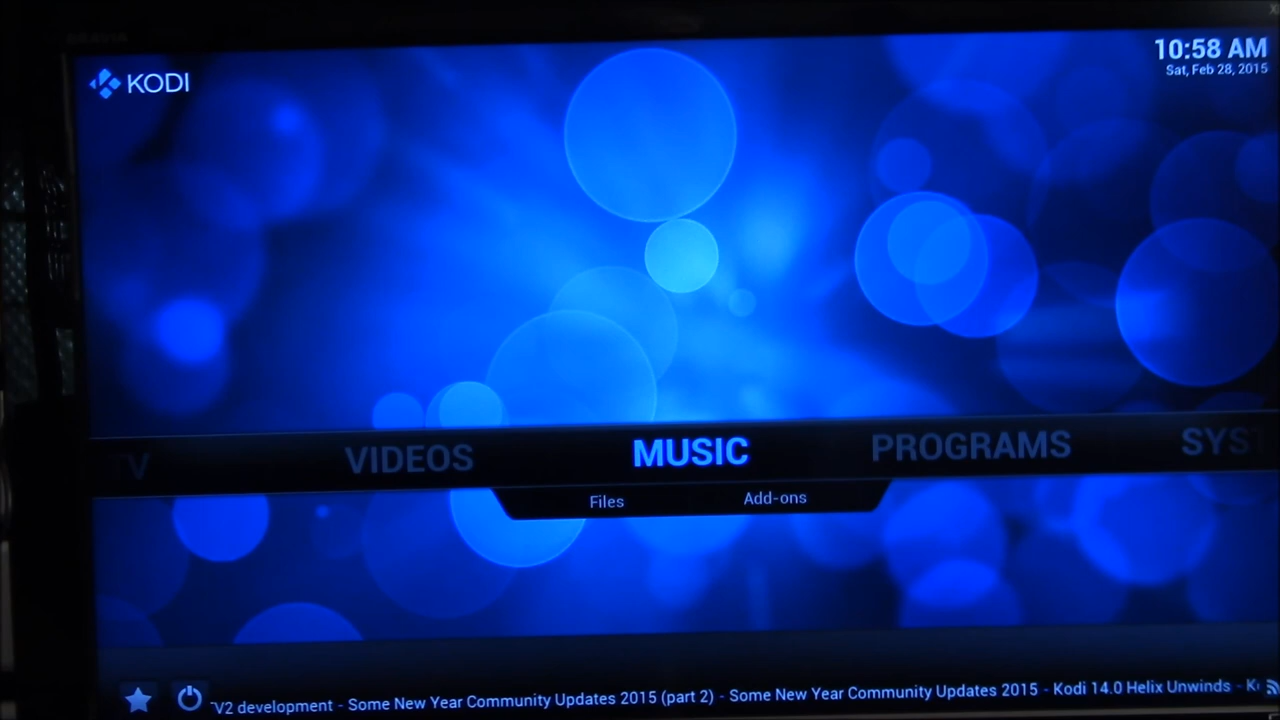 KODI
10:58 AM
Sat, Feb 28, 2015
V VIDEOS MUSIC PROGRAMS SYS
Files Add-ons
V2 development - Some New Year Community Updates 2015 (part 2) - Some New Year Community Updates 2015 - Kodi 14.0 Helix Unwinds - K